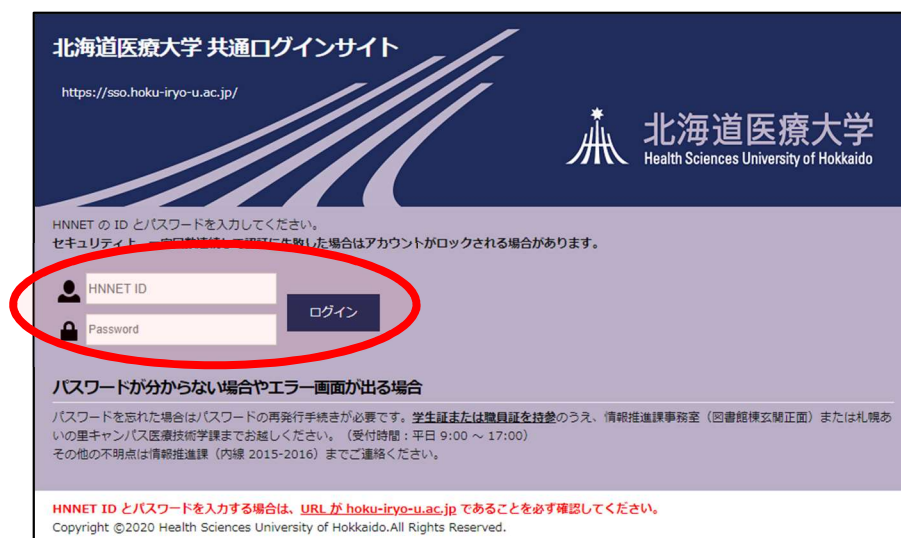 北海道医療大学 共通ログインサイト
https://sso.hoku-iryo-u.ac.jp/
北海道医療大学
Health Sciences University of Hokkaido
HNNET の ID とパスワードを入力してください。
セキュリティ上、一定回数連続して認証に失敗した場合はアカウントがロックされる場合があります。
HNNET ID
ログイン
Password
パスワードが分からない場合やエラー画面が出る場合
パスワードを忘れた場合はパスワードの再発行手続きが必要です。学生証または職員証を持参のうえ、情報推進課事務室（図書館棟玄関正面）または札幌あ
いの里キャンパス医療技術学課までお越しください。（受付時間：平日 9:00 ～ 17:00）
その他の不明点は情報推進課（内線 2015-2016）までご連絡ください。
HNNET ID とパスワードを入力する場合は、URL が hoku-iryo-u.ac.jp であることを必ず確認してください。
Copyright ©2020 Health Sciences University of Hokkaido.All Rights Reserved.